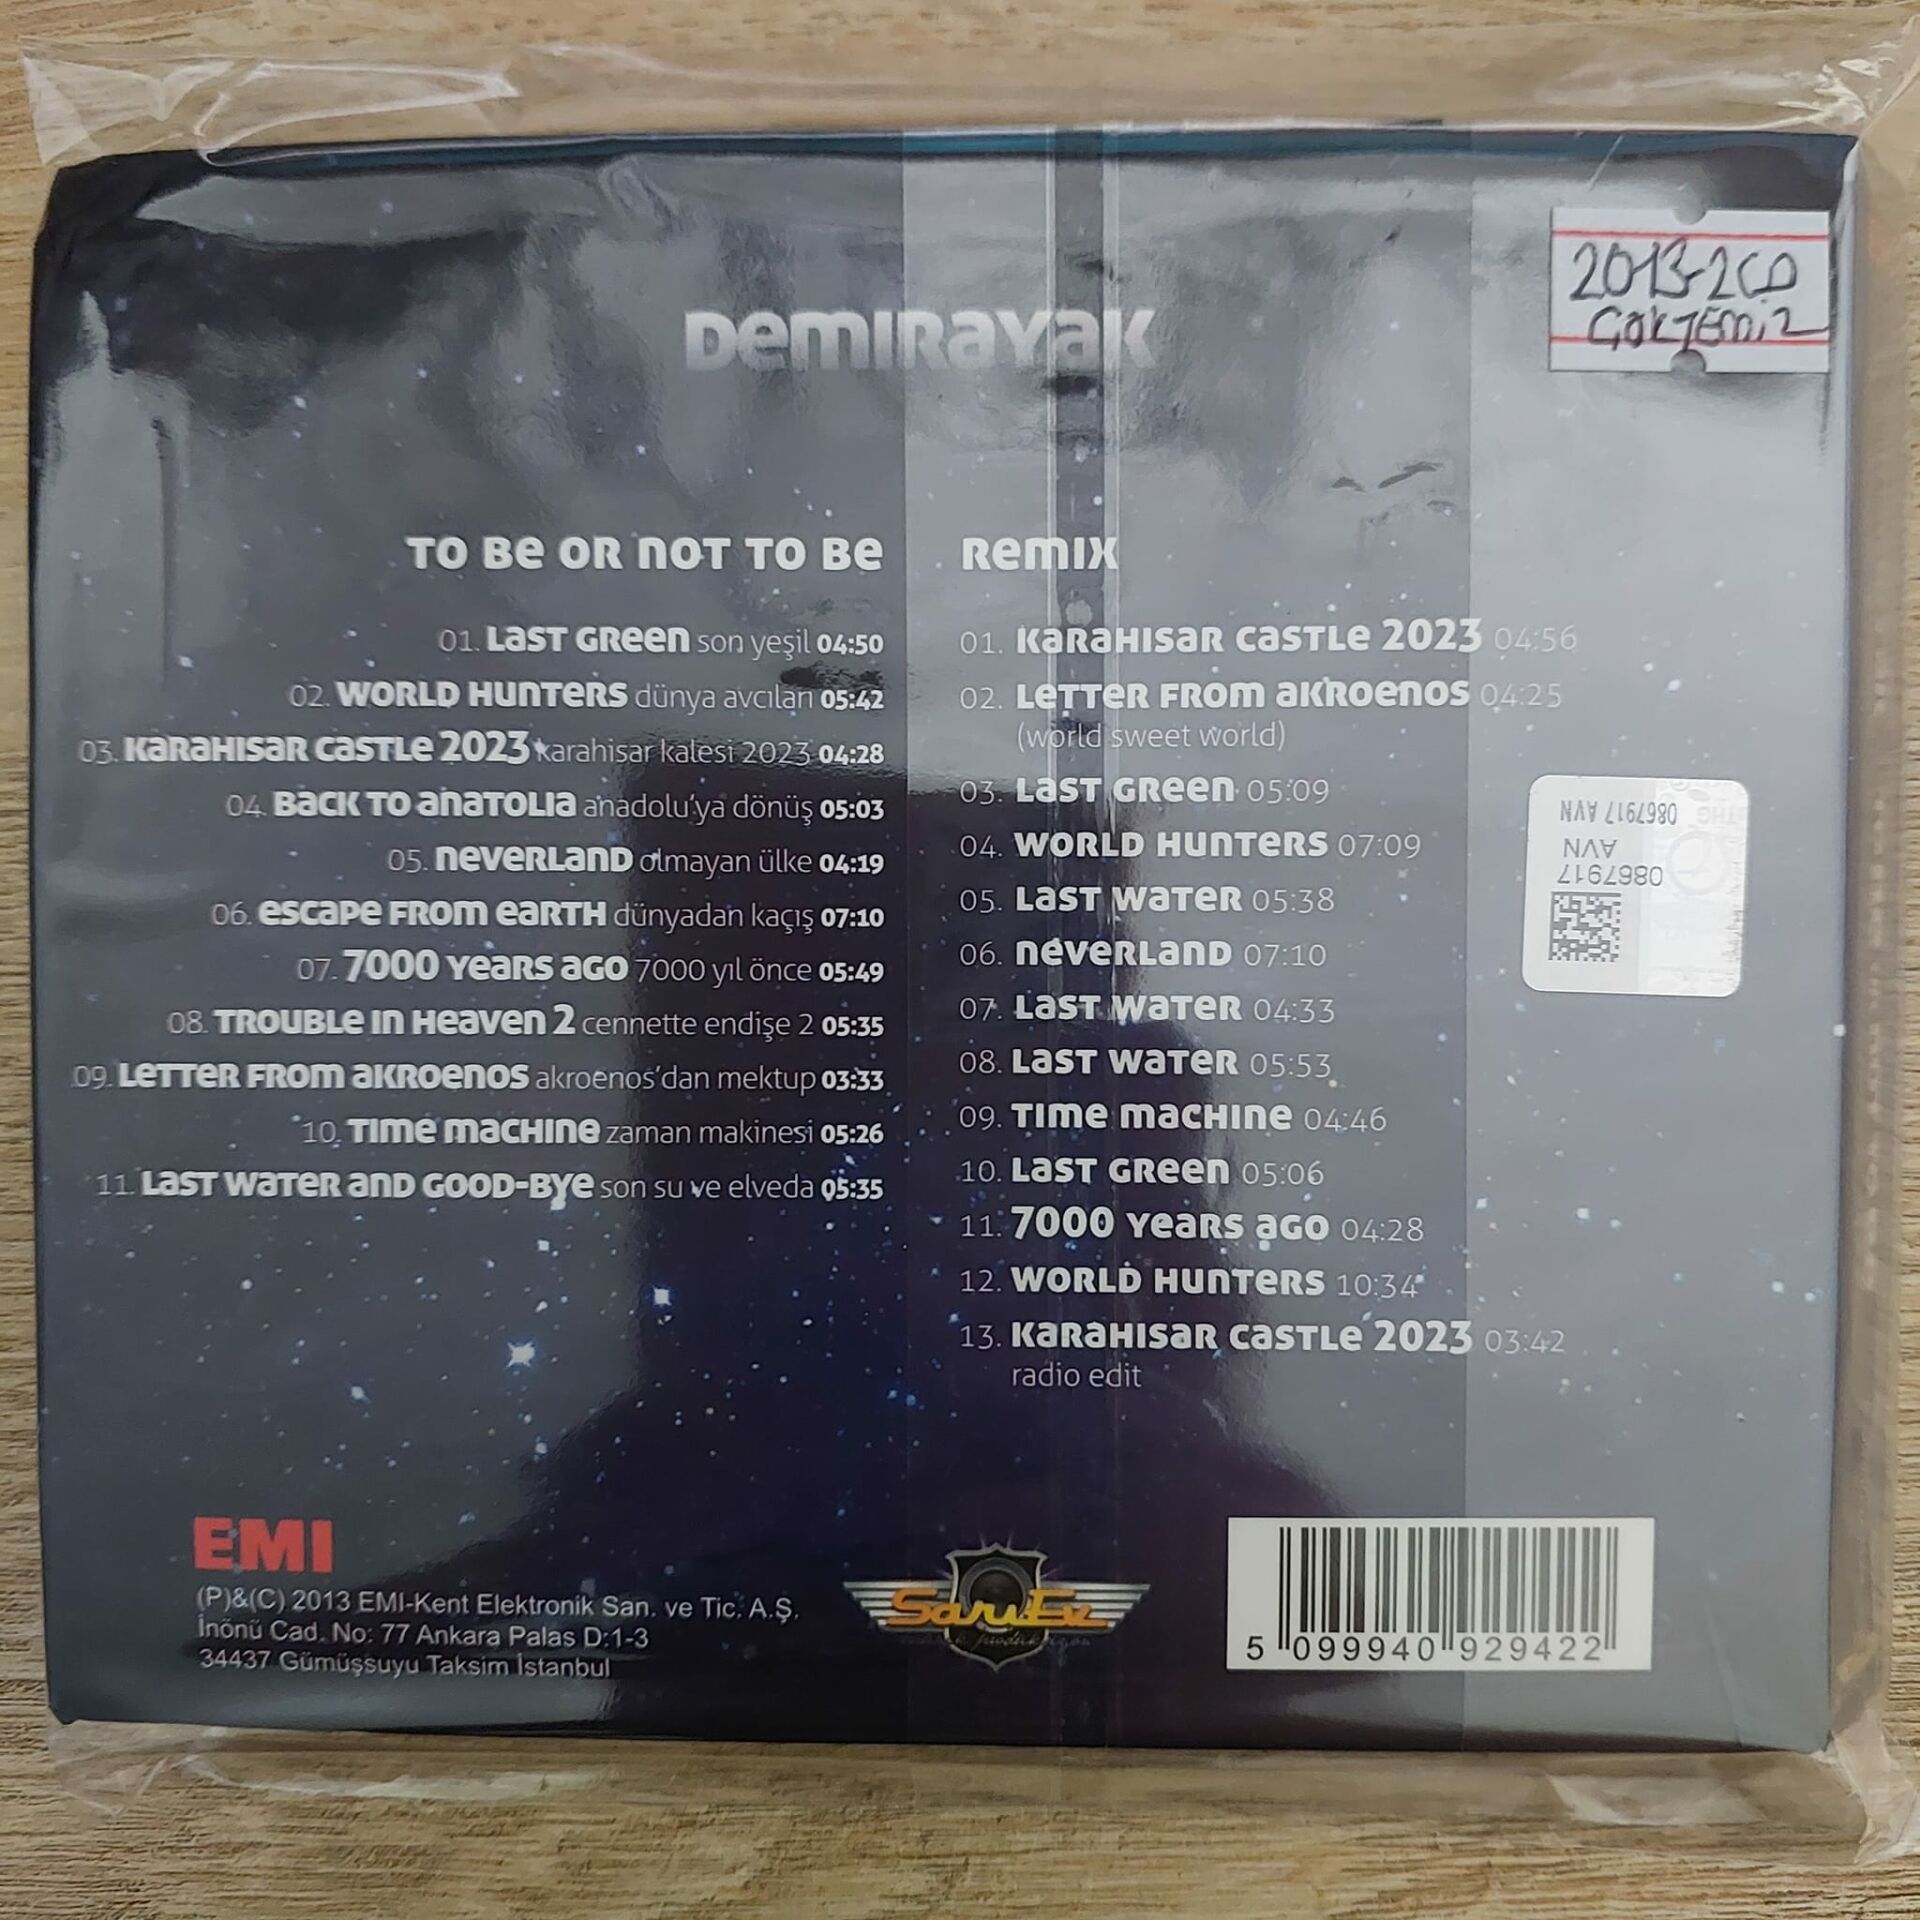 DemIRayaK
2013-2CD
TO Be OR noT TO Be
01. LasT Green son yeşil 04:50
02. WORLD HunTeRs dünya avcıları 05:42
03. KaRaHIsaR casTLe 2023 karahisar kalesi 2023 04:28
04. Back TO anaTOLIa anadolu'ya dönüş 05:03
05. neveRLanD olmayan ülke 04:19
06. escape FROm eaRTH dünyadan kaçış 07:10
07. 7000 yeaRs aGO 7000 yıl önce 05:49
08. TROUBLe In Heaven 2 cennette endişe 2 05:35
09. LeTTeR FROm akROenOs akroenos'dan mektup 03:33
10. TIme macHIne zaman makinesi 05:26
11. LasT waTeR anD GOOD-Bye son su ve elveda 05:35
RemIX
01. KaRaHIsaR casTLe 2023 04:56
02. LeTTeR FROm akROenOs 04:25
(world sweet world)
03. LasT GReen 05:09
04. WORLD HunTeRs 07:09
05. LasT waTeR 05:38
06. neveRLanD 07:10
07. LasT waTeR 04:33
08. LasT waTeR 05:53
09. TIme macHIne 04:46
10. LasT GReen 05:06
11. 7000 yeaRs aGO 04:28
12. WORLD HunTeRs 10:34
13. KaRaHIsaR casTLe 2023 03:42
radio edit
0867917 AVN
AVN
0867917
EMI
(P)&(C) 2013 EMI-Kent Elektronik San. ve Tic. A.Ş.
İnönü Cad. No: 77 Ankara Palas D:1-3
34437 Gümüşsuyu Taksim İstanbul
Sarı Ev
5 099940 929422